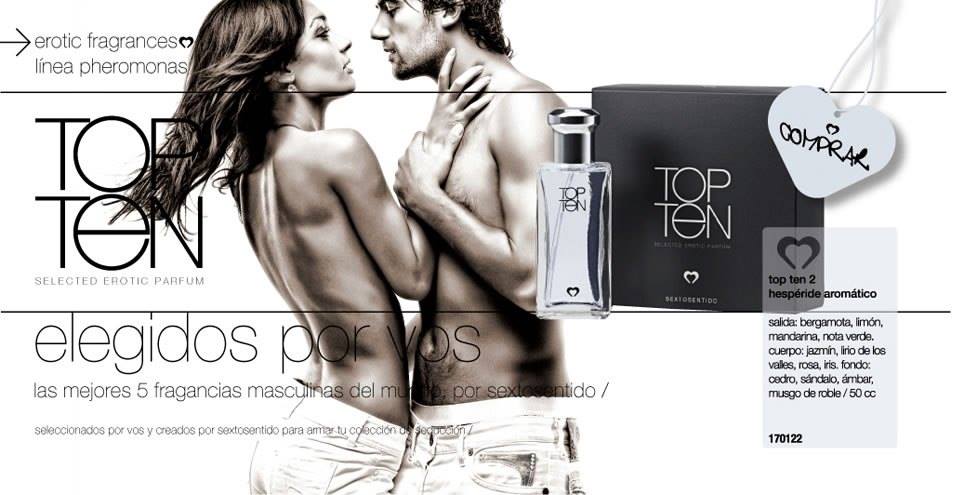 erotic fragrances
línea pheromonas
TOP
TEN
SELECTED EROTIC PARFUM
elegidos por vos
las mejores 5 fragancias masculinas del mundo, por sextosentido /
seleccionados por vos y creados por sextosentido para armar tu colección de seducción /
TOP
TEN
TOP
TEN
SELECTED EROTIC PARFUM
SEXTOSENTIDO
COMPRAR
top ten 2
hespéride aromático
salida: bergamota, limón,
mandarina, nota verde.
cuerpo: jazmín, lirio de los
valles, rosa, iris. fondo:
cedro, sándalo, ámbar,
musgo de roble / 50 cc
170122